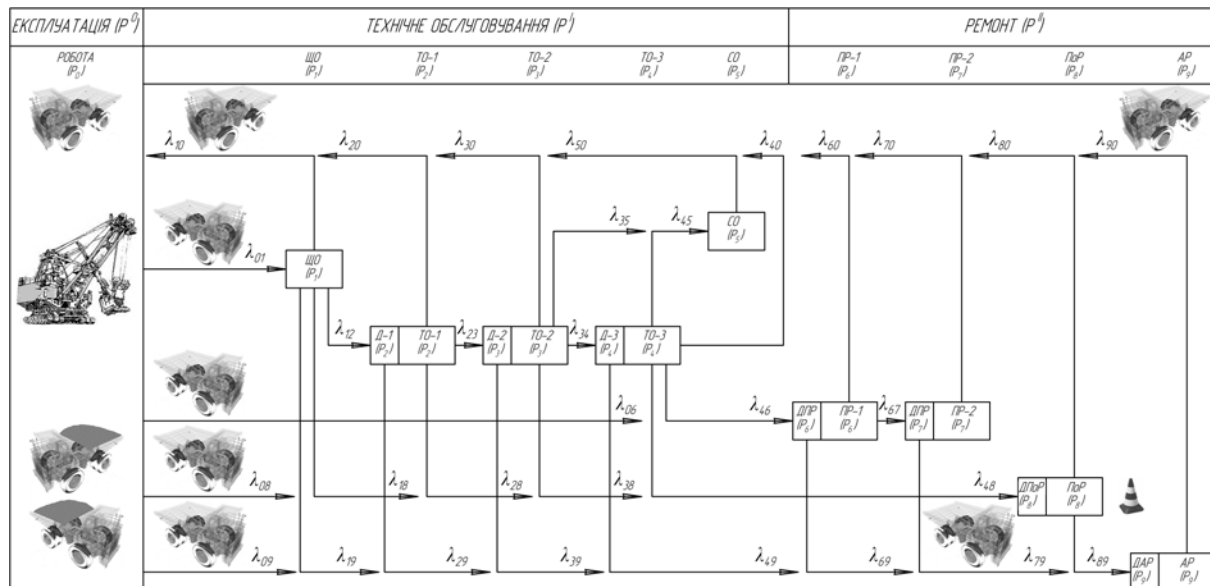 ЕКСПЛУАТАЦІЯ (P⁰) ТЕХНІЧНЕ ОБСЛУГОВУВАННЯ (Pᴵ) РЕМОНТ (Pᴵᴵ)
РОБОТА ЩО ТО-1 ТО-2 ТО-3 СО ПР-1 ПР-2 ПоР АР
(P₀) (P₁) (P₂) (P₃) (P₄) (P₅) (P₆) (P₇) (P₈) (P₉)
λ₁₀ λ₂₀ λ₃₀ λ₅₀ λ₄₀ λ₆₀ λ₇₀ λ₈₀ λ₉₀
λ₃₅ λ₄₅ СО
(P₅)
λ₀₁ ЩО
(P₁)
λ₁₂ Д-1 ТО-1 λ₂₃ Д-2 ТО-2 λ₃₄ Д-3 ТО-3
(P₂) (P₂) (P₃) (P₃) (P₄) (P₄)
λ₀₆ λ₄₆ ДПР ПР-1 λ₆₇ ДПР ПР-2
(P₆) (P₆) (P₇) (P₇)
λ₀₈ λ₁₈ λ₂₈ λ₃₈ λ₄₈ ДПоР ПоР
(P₈) (P₈)
λ₀₉ λ₁₉ λ₂₉ λ₃₉ λ₄₉ λ₆₉ λ₇₉ λ₈₉ ДАР АР
(P₉) (P₉)